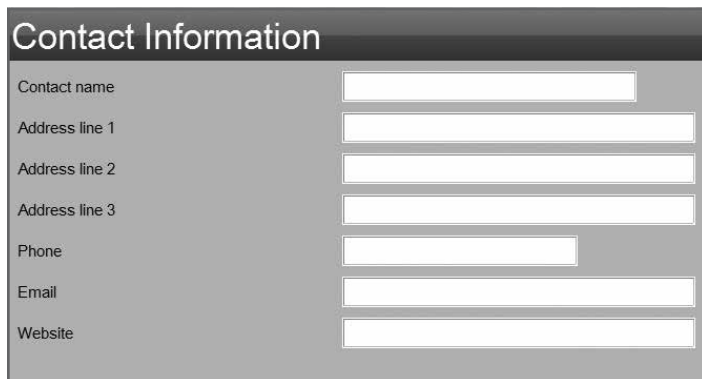 Contact Information
Contact name
Address line 1
Address line 2
Address line 3
Phone
Email
Website